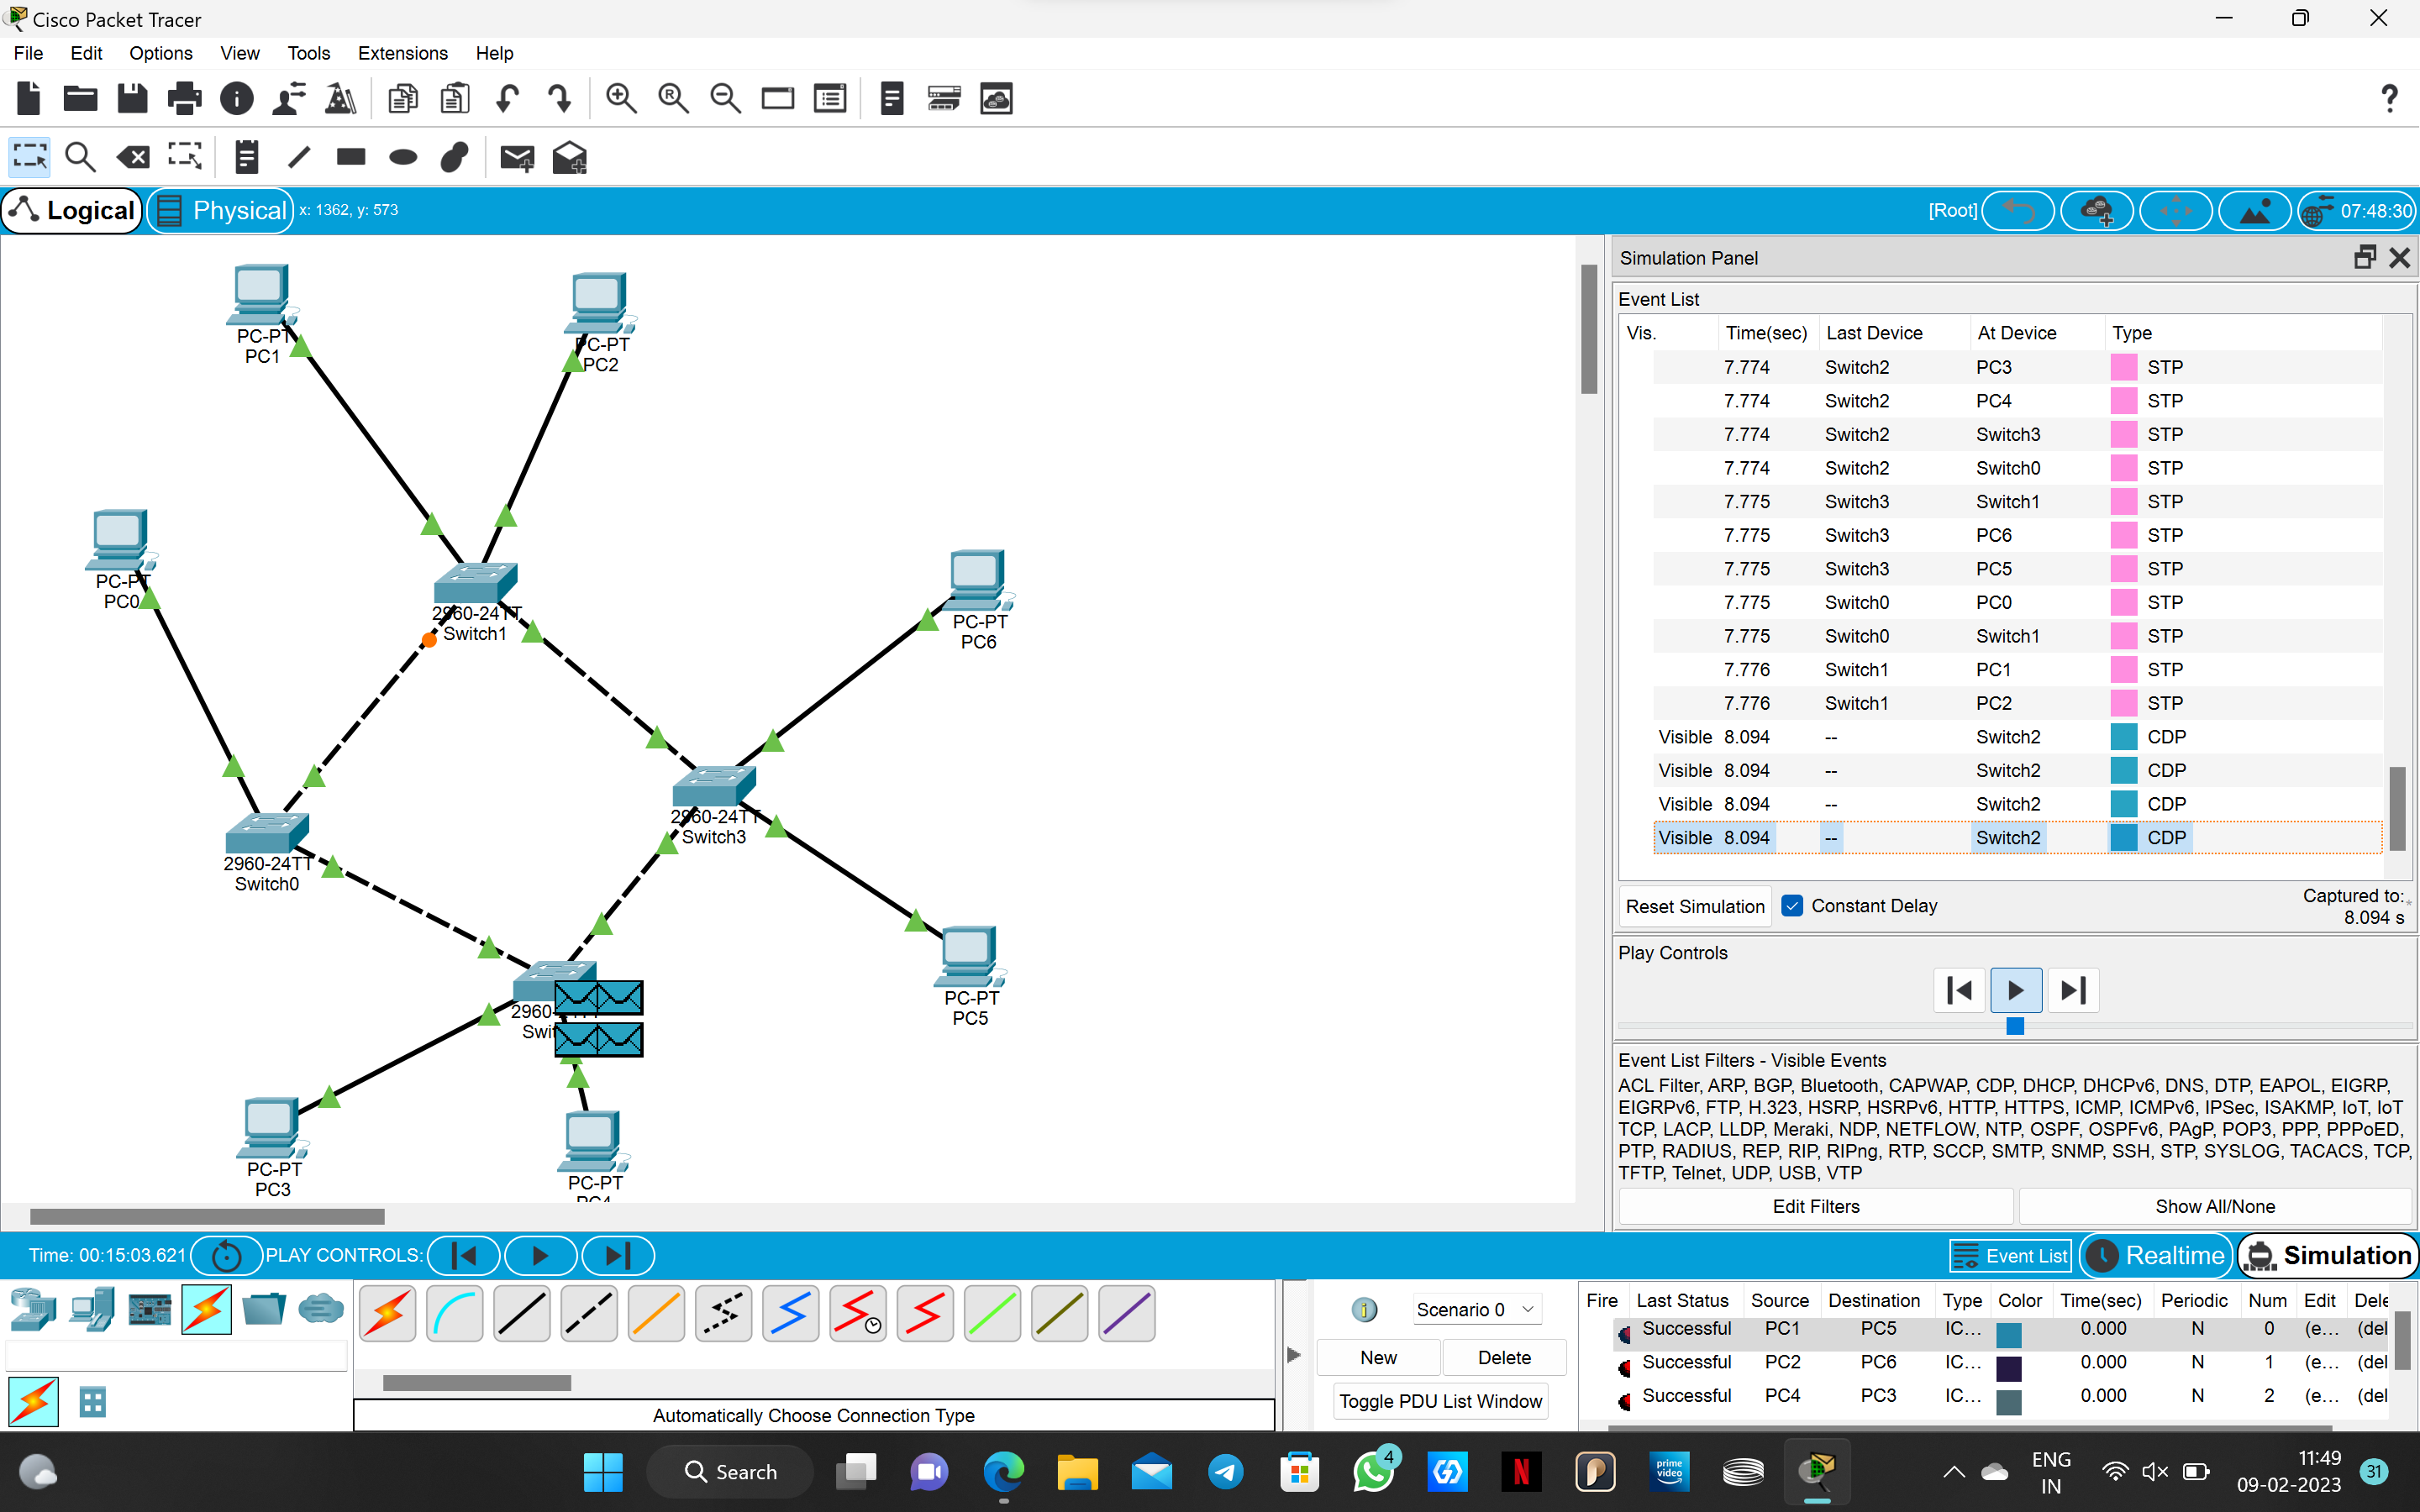 Cisco Packet Tracer
File Edit Options View Tools Extensions Help
Logical Physical x: 1362, y: 573 [Root] 07:48:30
Simulation Panel
Event List
Vis. Time(sec) Last Device At Device Type
7.774 Switch2 PC3 STP
7.774 Switch2 PC4 STP
7.774 Switch2 Switch3 STP
7.774 Switch2 Switch0 STP
7.775 Switch3 Switch1 STP
7.775 Switch3 PC6 STP
7.775 Switch3 PC5 STP
7.775 Switch0 PC0 STP
7.775 Switch0 Switch1 STP
7.776 Switch1 PC1 STP
7.776 Switch1 PC2 STP
Visible 8.094 -- Switch2 CDP
Visible 8.094 -- Switch2 CDP
Visible 8.094 -- Switch2 CDP
Visible 8.094 -- Switch2 CDP
Reset Simulation Constant Delay
Captured to: *
8.094 s
Play Controls
Event List Filters - Visible Events
ACL Filter, ARP, BGP, Bluetooth, CAPWAP, CDP, DHCP, DHCPv6, DNS, DTP, EAPOL, EIGRP,
EIGRPv6, FTP, H.323, HSRP, HSRPv6, HTTP, HTTPS, ICMP, ICMPv6, IPSec, ISAKMP, IoT, IoT
TCP, LACP, LLDP, Meraki, NDP, NETFLOW, NTP, OSPF, OSPFv6, PAgP, POP3, PPP, PPPoED,
PTP, RADIUS, REP, RIP, RIPng, RTP, SCCP, SMTP, SNMP, SSH, STP, SYSLOG, TACACS, TCP,
TFTP, Telnet, UDP, USB, VTP
Edit Filters Show All/None
PC-PT
PC1
PC-PT
PC2
PC-PT
PC0
2960-24TT
Switch1
PC-PT
PC6
2960-24TT
Switch3
2960-24TT
Switch0
PC-PT
PC5
PC-PT
PC3
PC-PT
Time: 00:15:03.621 PLAY CONTROLS: Event List Realtime Simulation
Scenario 0
New Delete
Toggle PDU List Window
Automatically Choose Connection Type
Fire Last Status Source Destination Type Color Time(sec) Periodic Num Edit Dele
Successful PC1 PC5 IC... 0.000 N 0 (e... (del
Successful PC2 PC6 IC... 0.000 N 1 (e... (del
Successful PC4 PC3 IC... 0.000 N 2 (e... (del
Search
4
prime
video
ENG
IN
11:49
09-02-2023
31